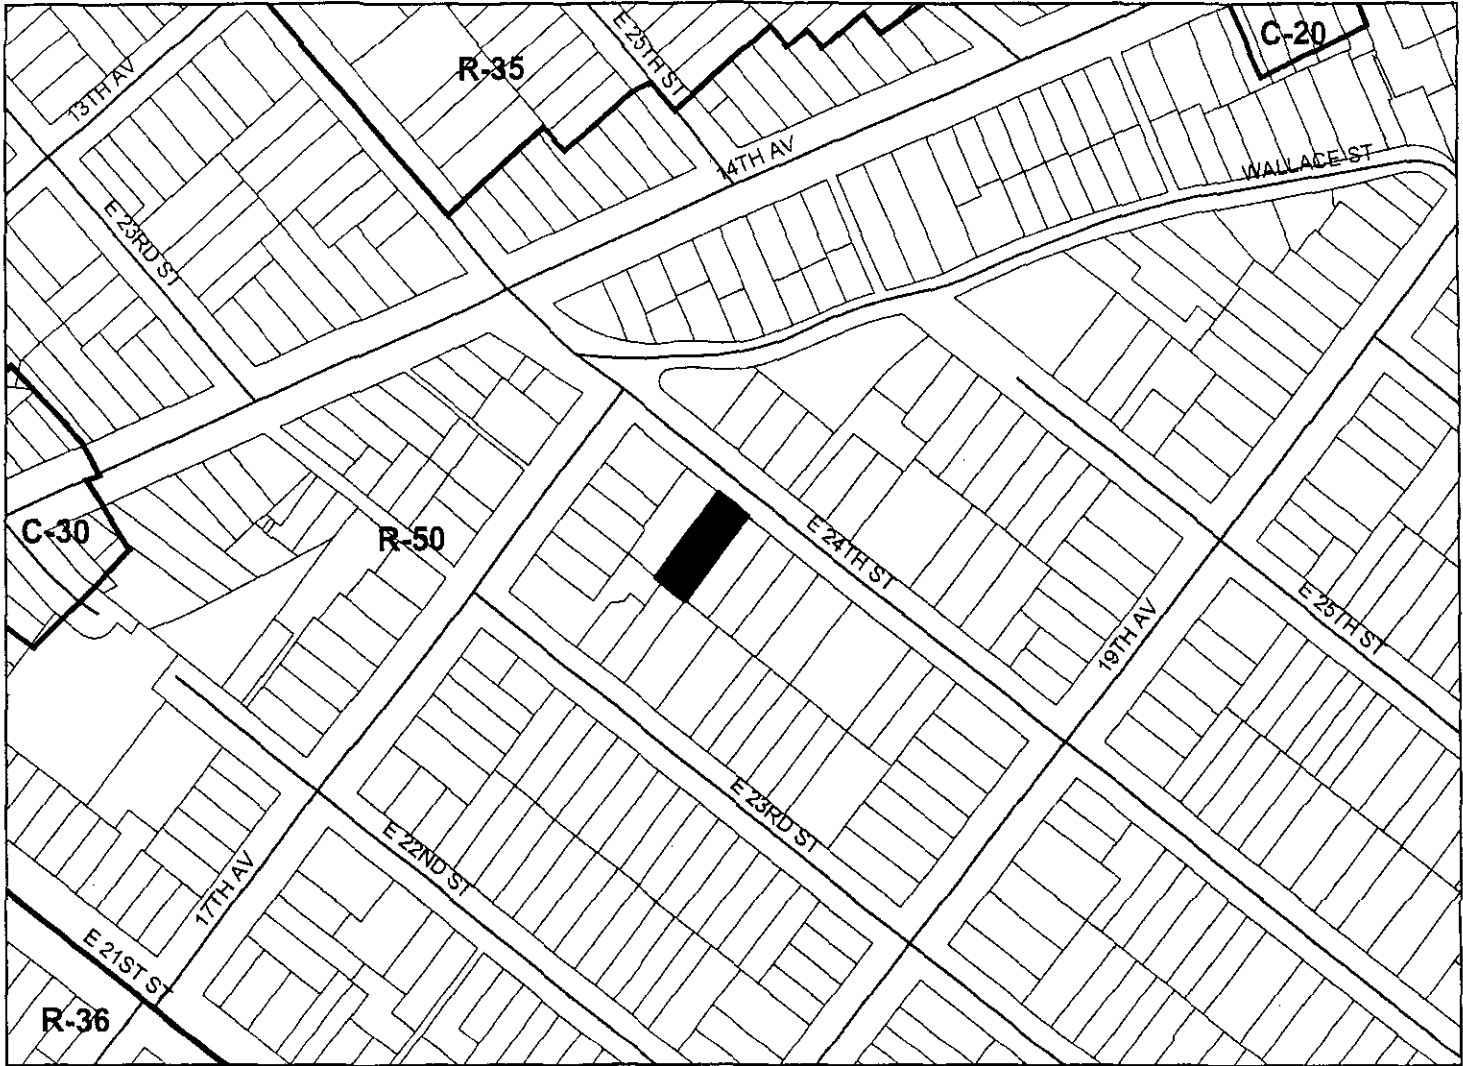 C-20
E 25TH ST
R-35
13TH AV
14TH AV
WALLACE ST
E 23RD ST
C-30
R-50
E 24TH ST
E 25TH ST
19TH AV
E 23RD ST
E 22ND ST
17TH AV
E 21ST ST
R-36